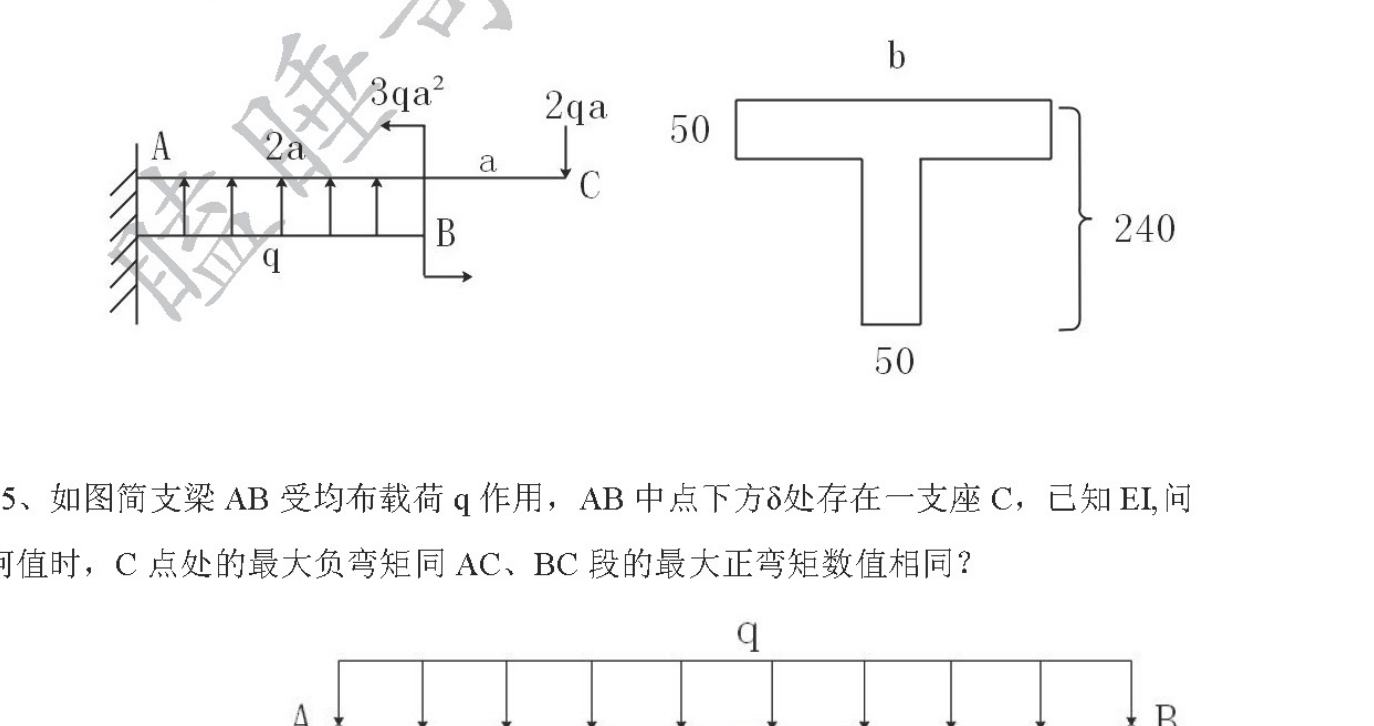 b
3qa²
2qa
50
A
2a
a
C
240
B
q
50
5、如图简支梁 AB 受均布载荷 q 作用，AB 中点下方δ处存在一支座 C，已知 EI,问
何值时，C 点处的最大负弯矩同 AC、BC 段的最大正弯矩数值相同？
q
A
B